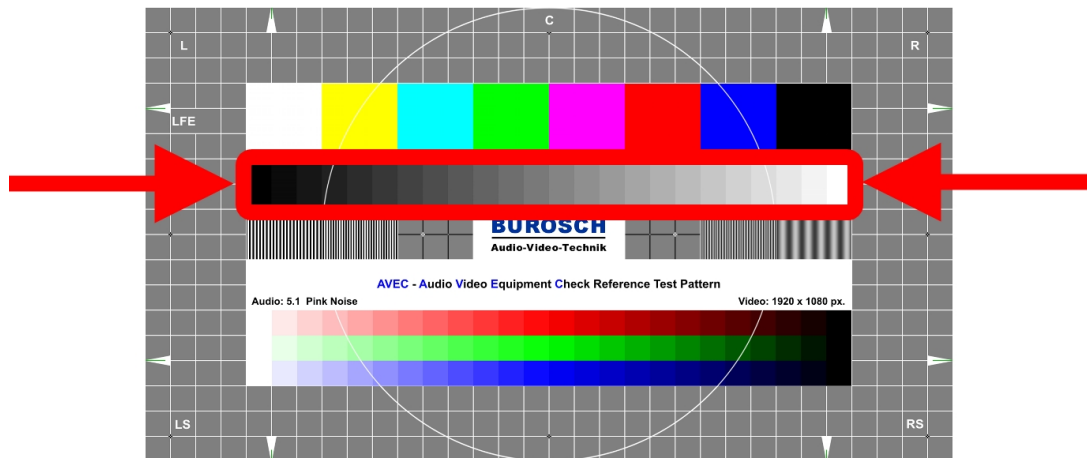 C
L R
LFE
BUROSCH
Audio-Video-Technik
AVEC - Audio Video Equipment Check Reference Test Pattern
Audio: 5.1 Pink Noise Video: 1920 x 1080 px.
LS RS